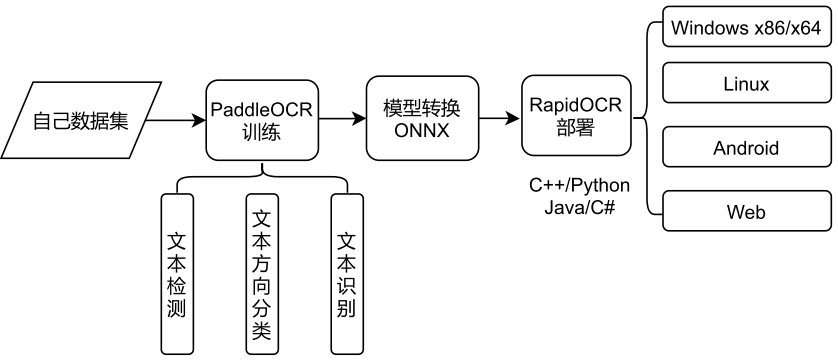 自己数据集
PaddleOCR
训练
模型转换
ONNX
RapidOCR
部署
C++/Python
Java/C#
Windows x86/x64
Linux
Android
Web
文本检测
文本方向分类
文本识别